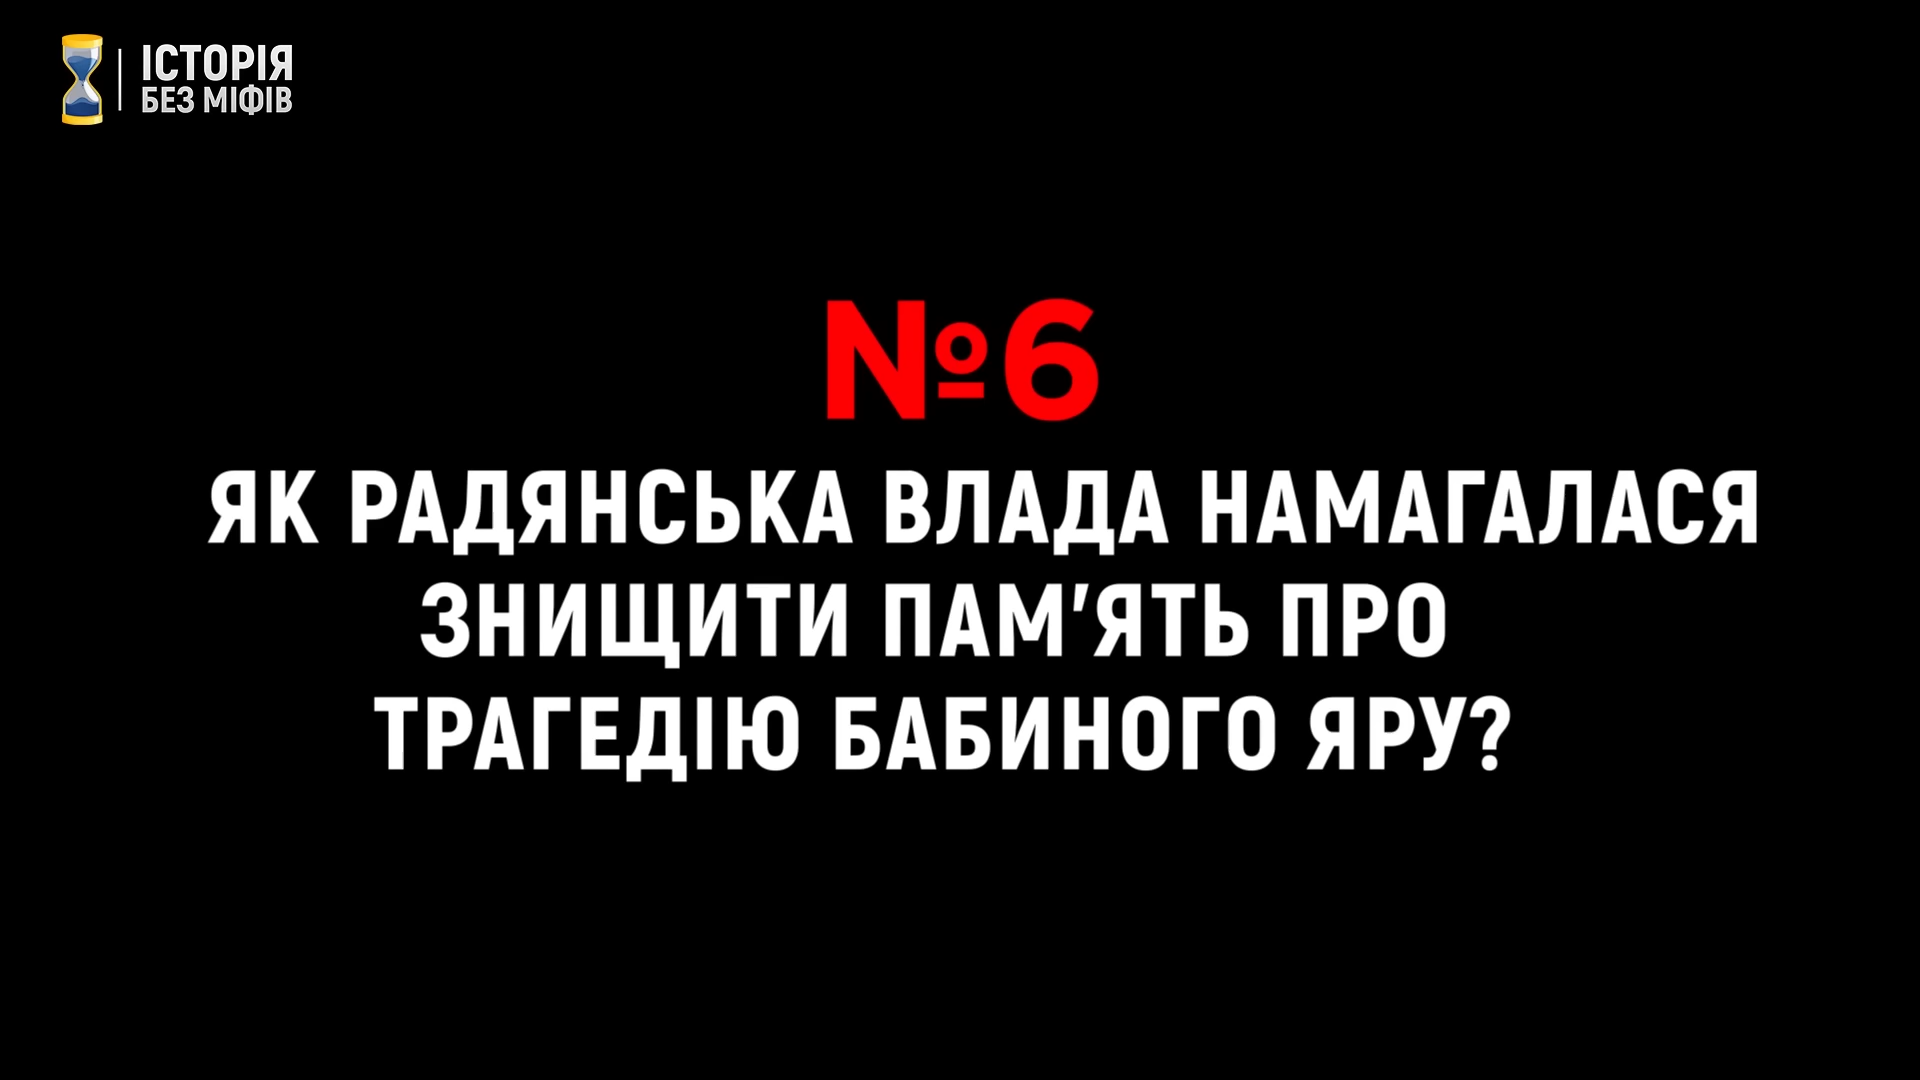 ІСТОРІЯ
БЕЗ МІФІВ
№6
ЯК РАДЯНСЬКА ВЛАДА НАМАГАЛАСЯ
ЗНИЩИТИ ПАМ'ЯТЬ ПРО
ТРАГЕДІЮ БАБИНОГО ЯРУ?